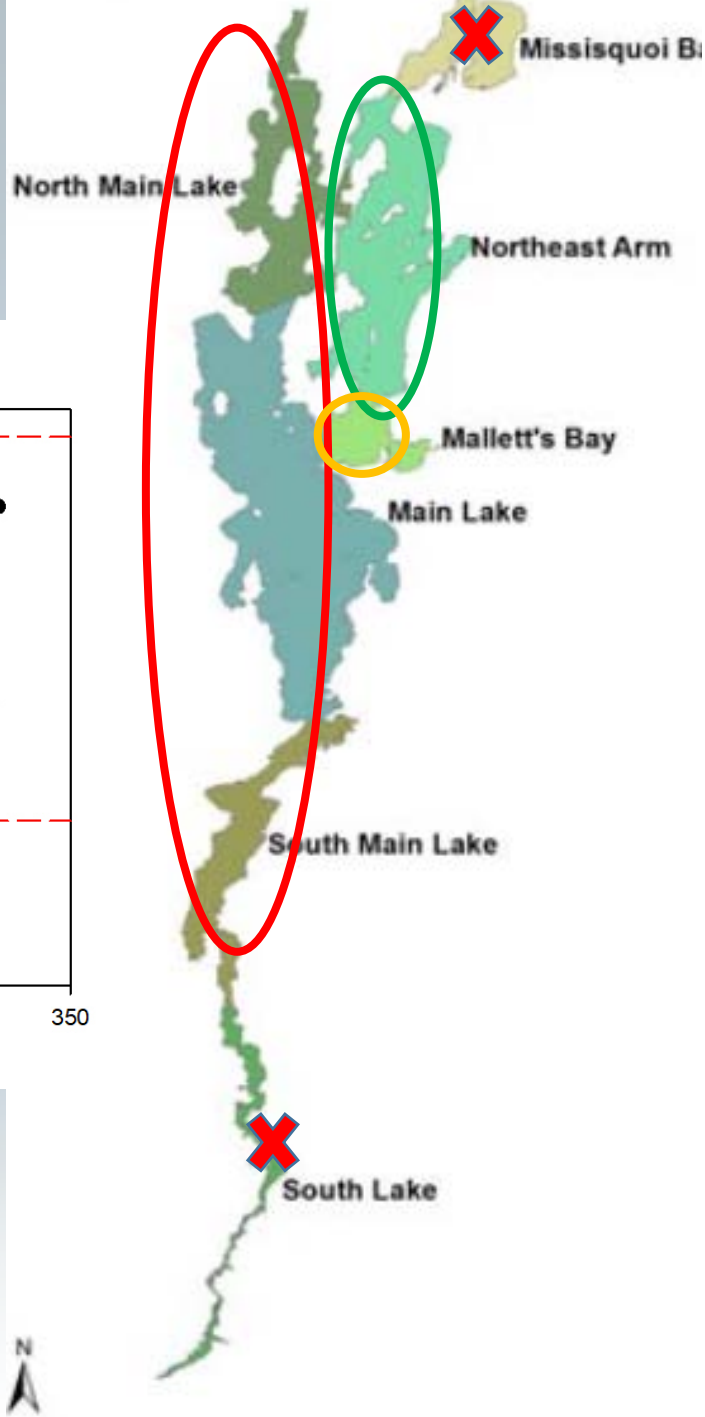 Missisquoi Ba
North Main Lake
Northeast Arm
Mallett's Bay
Main Lake
South Main Lake
350
South Lake
N